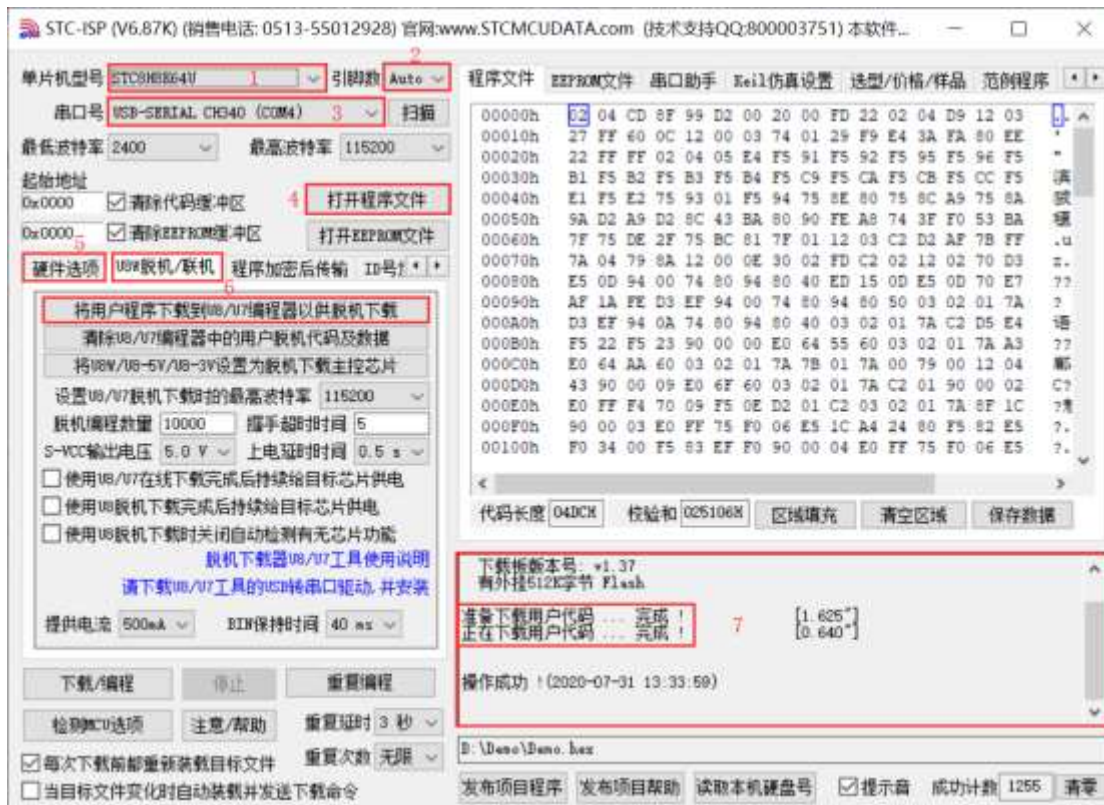 STC-ISP (V6.87K) (销售电话: 0513-55012928) 官网:www.STCMCUDATA.com (技术支持QQ:800003751) 本软件...
2
单片机型号 STC8H8K64U 1 引脚数 Auto
串口号 USB-SERIAL CH340 (COM4) 3 扫描
最低波特率 2400 最高波特率 115200
起始地址
0x0000 清除代码缓冲区 4 打开程序文件
0x0000 清除EEPROM缓冲区 打开EEPROM文件
5
硬件选项 U8W脱机/联机 程序加密后传输 ID号
6
将用户程序下载到U8/U7编程器以供脱机下载
清除U8/U7编程器中的用户脱机代码及数据
将U8W/U8-5V/U8-3V设置为脱机下载主控芯片
设置U8/U7脱机下载时的最高波特率 115200
脱机编程数量 10000 握手超时时间 5
S-VCC输出电压 5.0 V 上电延时时间 0.5 s
使用U8/U7在线下载完成后持续给目标芯片供电
使用U8脱机下载完成后持续给目标芯片供电
使用U8脱机下载时关闭自动检测有无芯片功能
脱机下载器U8/U7工具使用说明
请下载U8/U7工具的USB转串口驱动,并安装
提供电流 500mA BIN保持时间 40 ms
下载/编程 停止 重复编程
检测MCU选项 注意/帮助 重复延时 3 秒
每次下载前都重新装载目标文件 重复次数 无限
当目标文件变化时自动装载并发送下载命令
程序文件 EEPROM文件 串口助手 Keil仿真设置 选型/价格/样品 范例程序
00000h 02 04 CD 8F 99 D2 00 20 00 FD 22 02 04 D9 12 03
00010h 27 FF 60 0C 12 00 03 74 01 29 F9 E4 3A FA 80 EE
00020h 22 FF FF 02 04 05 E4 F5 91 F5 92 F5 95 F5 96 F5
00030h B1 F5 B2 F5 B3 F5 B4 F5 C9 F5 CA F5 CB F5 CC F5
00040h E1 F5 E2 75 93 01 F5 94 75 8E 80 75 8C A9 75 8A
00050h 9A D2 A9 D2 8C 43 BA 80 90 FE A8 74 3F F0 53 BA
00060h 7F 75 DE 2F 75 BC 81 7F 01 12 03 C2 D2 AF 7B FF .u
00070h 7A 04 79 8A 12 00 0E 30 02 FD C2 02 12 02 70 D3 z.
00080h E5 0D 94 00 74 80 94 80 40 ED 15 0D E5 0D 70 E7 ??
00090h AF 1A FE D3 EF 94 00 74 80 94 80 50 03 02 01 7A ?
000A0h D3 EF 94 0A 74 80 94 80 40 03 02 01 7A C2 D5 E4 语
000B0h F5 22 F5 23 90 00 00 E0 64 55 60 03 02 01 7A A3 ??
000C0h E0 64 AA 60 03 02 01 7A 7B 01 7A 00 79 00 12 04
000D0h 43 90 00 09 E0 6F 60 03 02 01 7A C2 01 90 00 02 C?
000E0h E0 FF F4 70 09 F5 0E D2 01 C2 03 02 01 7A 8F 1C
000F0h 90 00 03 E0 FF 75 F0 06 E5 1C A4 24 80 F5 82 E5 ?.
00100h F0 34 00 F5 83 EF F0 90 00 04 E0 FF 75 F0 06 E5 ?.
代码长度 04DCH 校验和 025106H 区域填充 清空区域 保存数据
下载板版本号: v1.37
有外挂512K字节 Flash
准备下载用户代码 ... 完成 ! [1.625"]
正在下载用户代码 ... 完成 ! 7 [0.640"]
操作成功 !(2020-07-31 13:33:59)
D:\Demo\Demo.hex
发布项目程序 发布项目帮助 读取本机硬盘号 提示音 成功计数 1255 清零